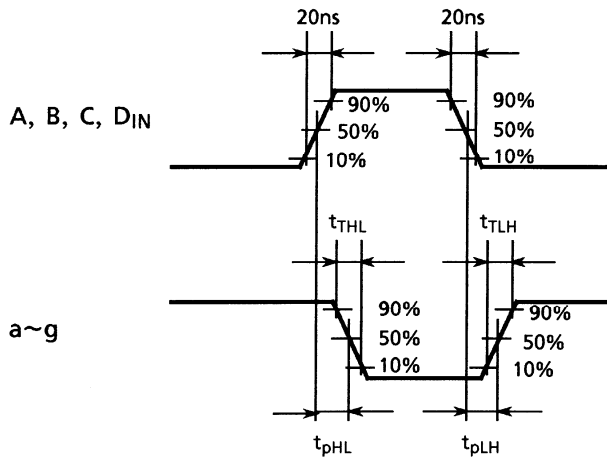 20ns 20ns
A, B, C, DIN
90% 90%
50% 50%
10% 10%
tTHL tTLH
a~g
90% 90%
50% 50%
10% 10%
tpHL tpLH